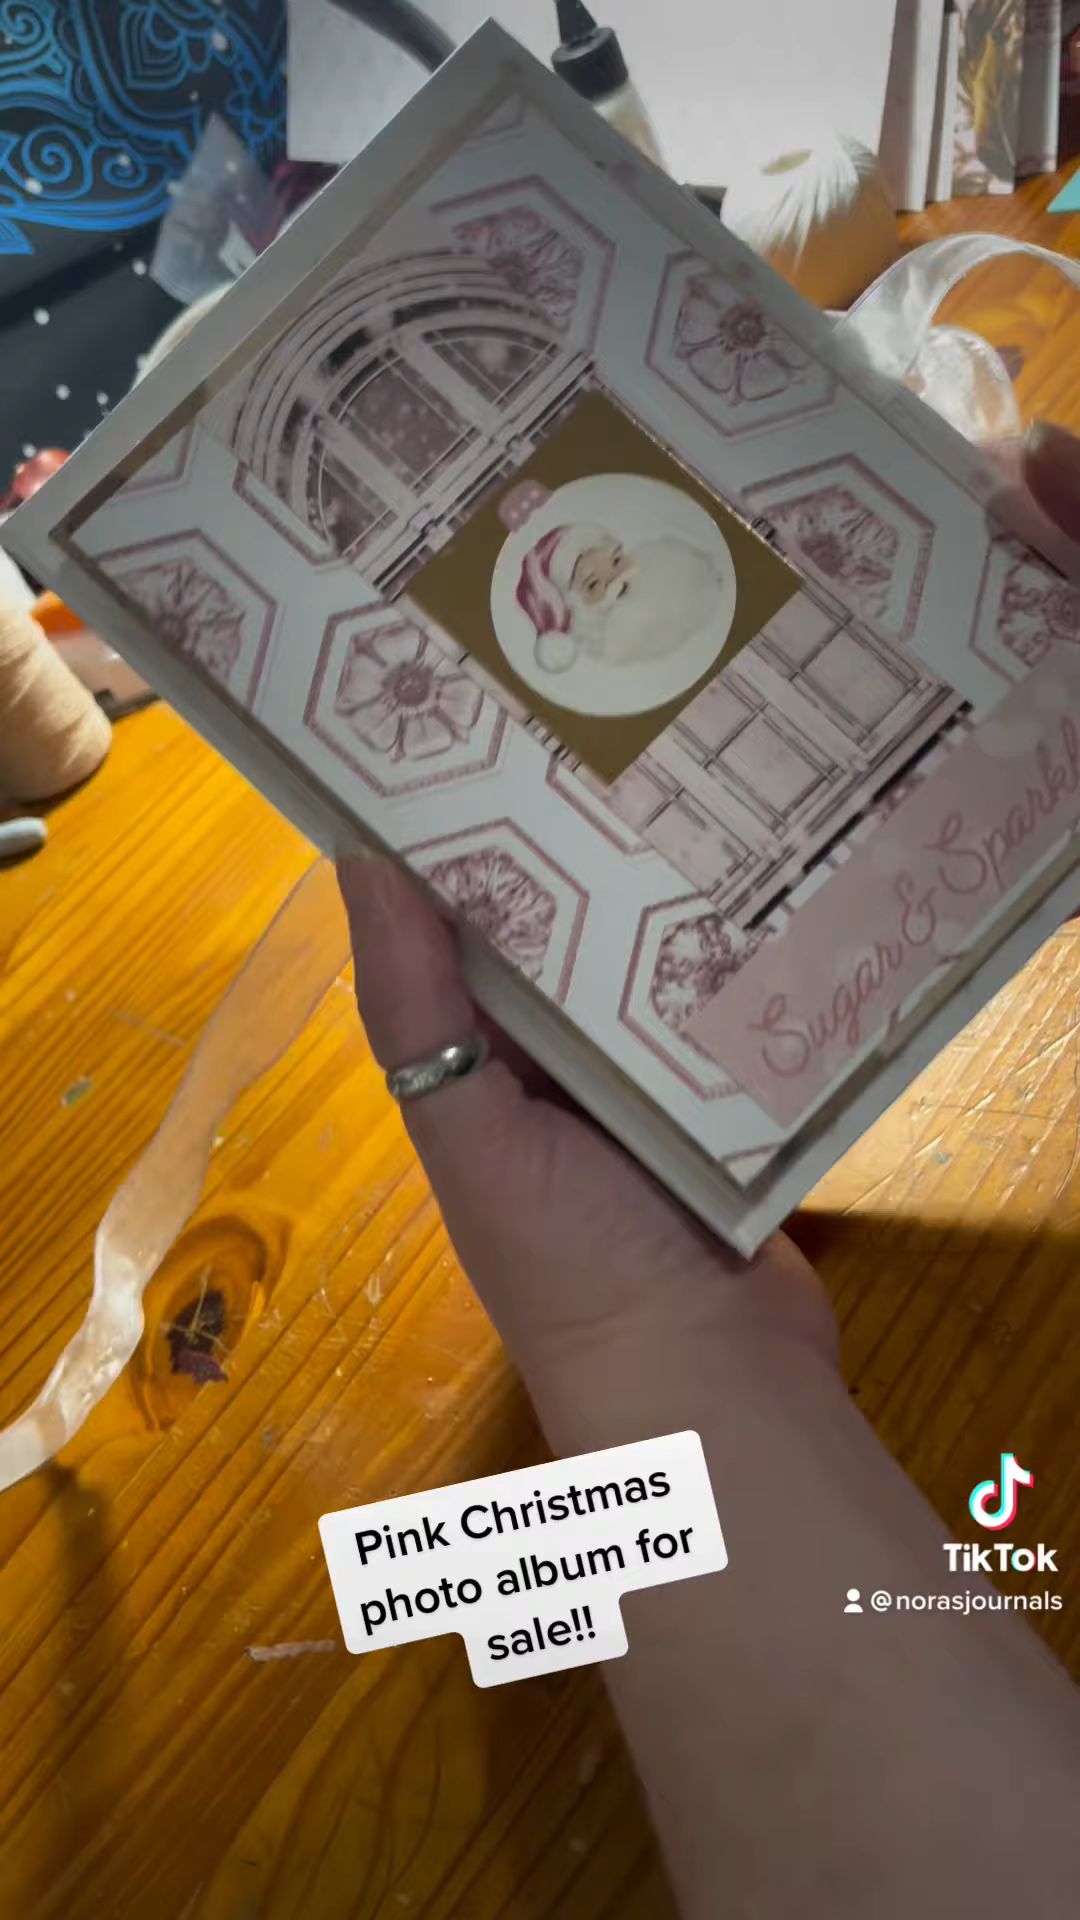 Sugar & Sparkl
Pink Christmas
photo album for
sale!!
TikTok
@norasjournals